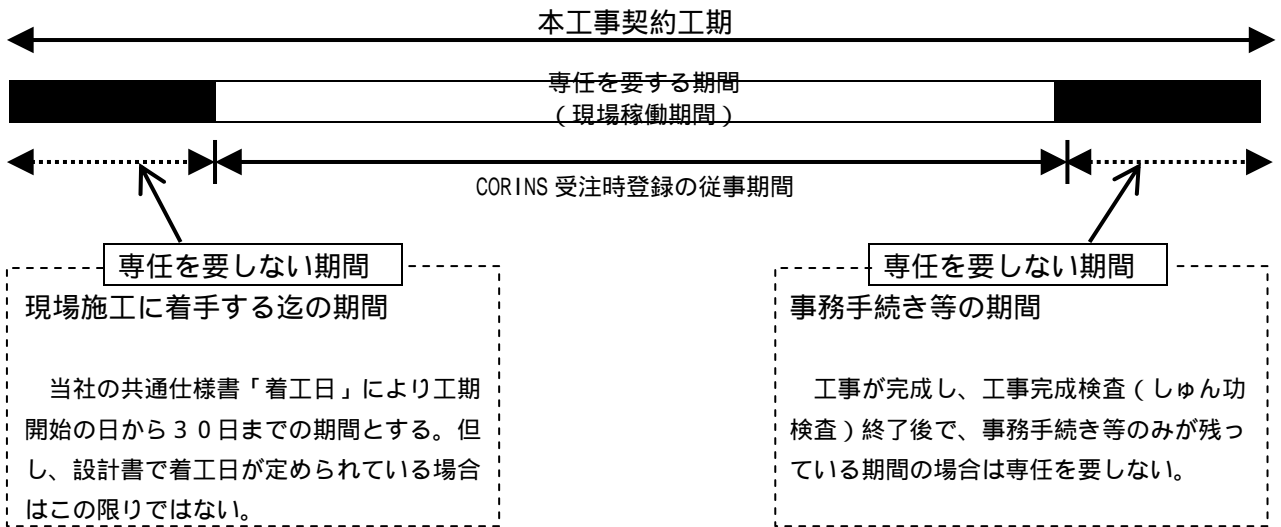 本工事契約工期
専任を要する期間
（現場稼働期間）
CORINS 受注時登録の従事期間
専任を要しない期間
現場施工に着手する迄の期間
当社の共通仕様書「着工日」により工期
開始の日から３０日までの期間とする。但
し、設計書で着工日が定められている場合
はこの限りではない。
専任を要しない期間
事務手続き等の期間
工事が完成し、工事完成検査（しゅん功
検査）終了後で、事務手続き等のみが残っ
ている期間の場合は専任を要しない。